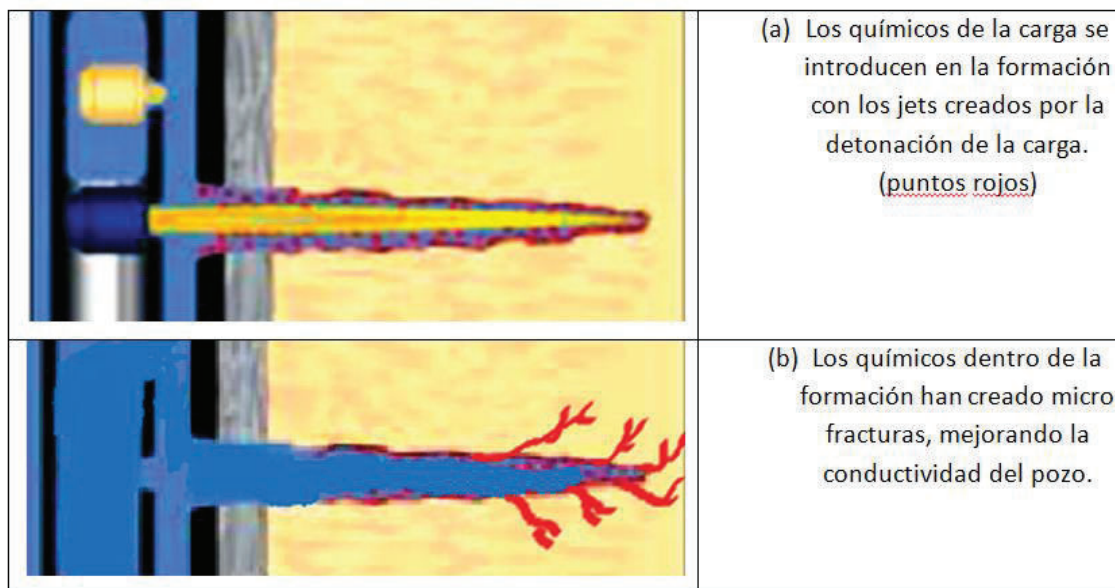 (a) Los químicos de la carga se
introducen en la formación
con los jets creados por la
detonación de la carga.
(puntos rojos)
(b) Los químicos dentro de la
formación han creado micro
fracturas, mejorando la
conductividad del pozo.